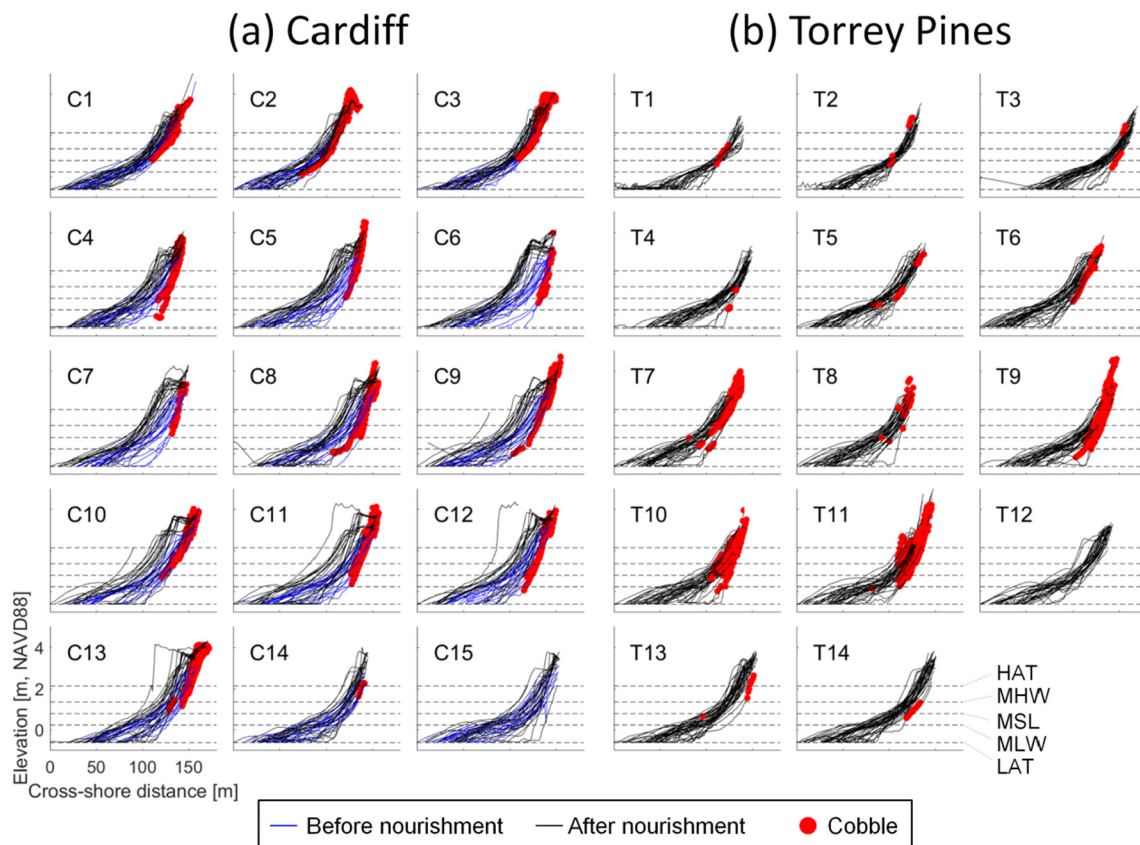 (a) Cardiff
(b) Torrey Pines
C1
C2
C3
T1
T2
T3
C4
C5
C6
T4
T5
T6
C7
C8
C9
T7
T8
T9
C10
C11
C12
T10
T11
T12
C13
C14
C15
T13
T14
HAT
MHW
MSL
MLW
LAT
Elevation [m, NAVD88]
4
2
0
0 50 100 150
Cross-shore distance [m]
Before nourishment After nourishment Cobble